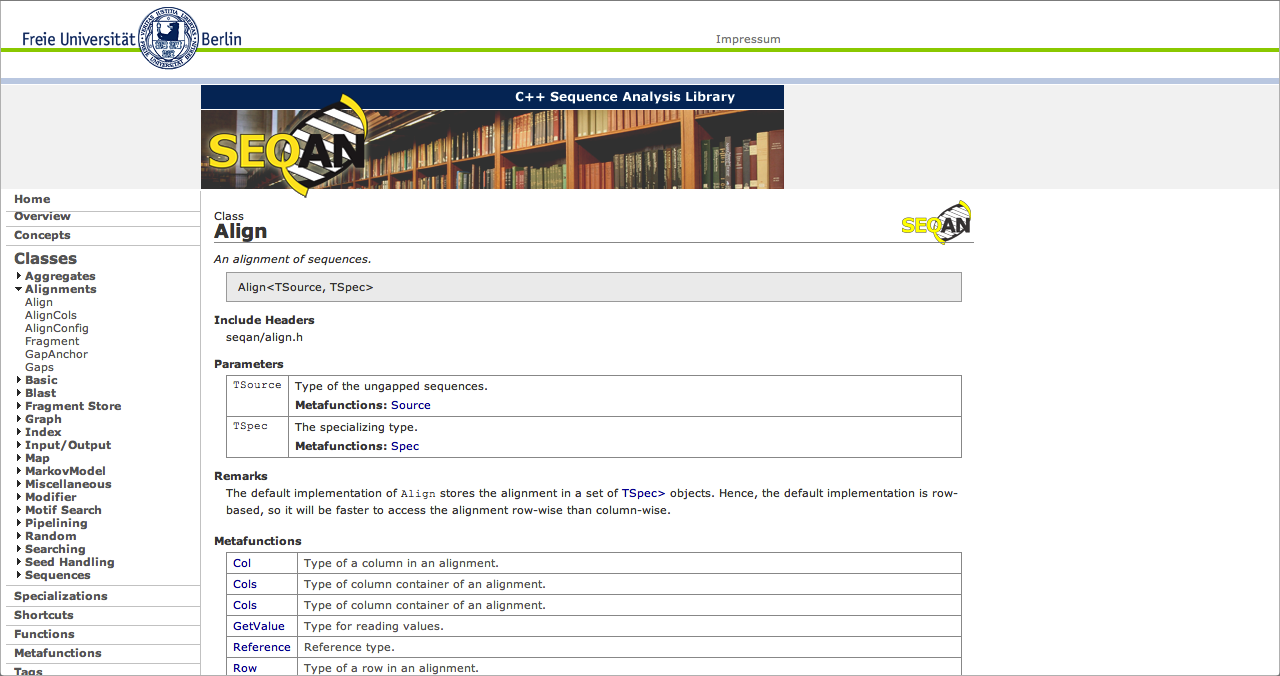 Freie Universität Berlin
Impressum
C++ Sequence Analysis Library
SEQAN
Home
Overview
Concepts
Classes
Aggregates
Alignments
Align
AlignCols
AlignConfig
Fragment
GapAnchor
Gaps
Basic
Blast
Fragment Store
Graph
Index
Input/Output
Map
MarkovModel
Miscellaneous
Modifier
Motif Search
Pipelining
Random
Searching
Seed Handling
Sequences
Specializations
Shortcuts
Functions
Metafunctions
Tags
Class
Align
SEQAN
An alignment of sequences.
Align<TSource, TSpec>
Include Headers
seqan/align.h
Parameters
TSource Type of the ungapped sequences.
Metafunctions: Source
TSpec The specializing type.
Metafunctions: Spec
Remarks
The default implementation of Align stores the alignment in a set of TSpec> objects. Hence, the default implementation is row-
based, so it will be faster to access the alignment row-wise than column-wise.
Metafunctions
Col Type of a column in an alignment.
Cols Type of column container of an alignment.
Cols Type of column container of an alignment.
GetValue Type for reading values.
Reference Reference type.
Row Type of a row in an alignment.